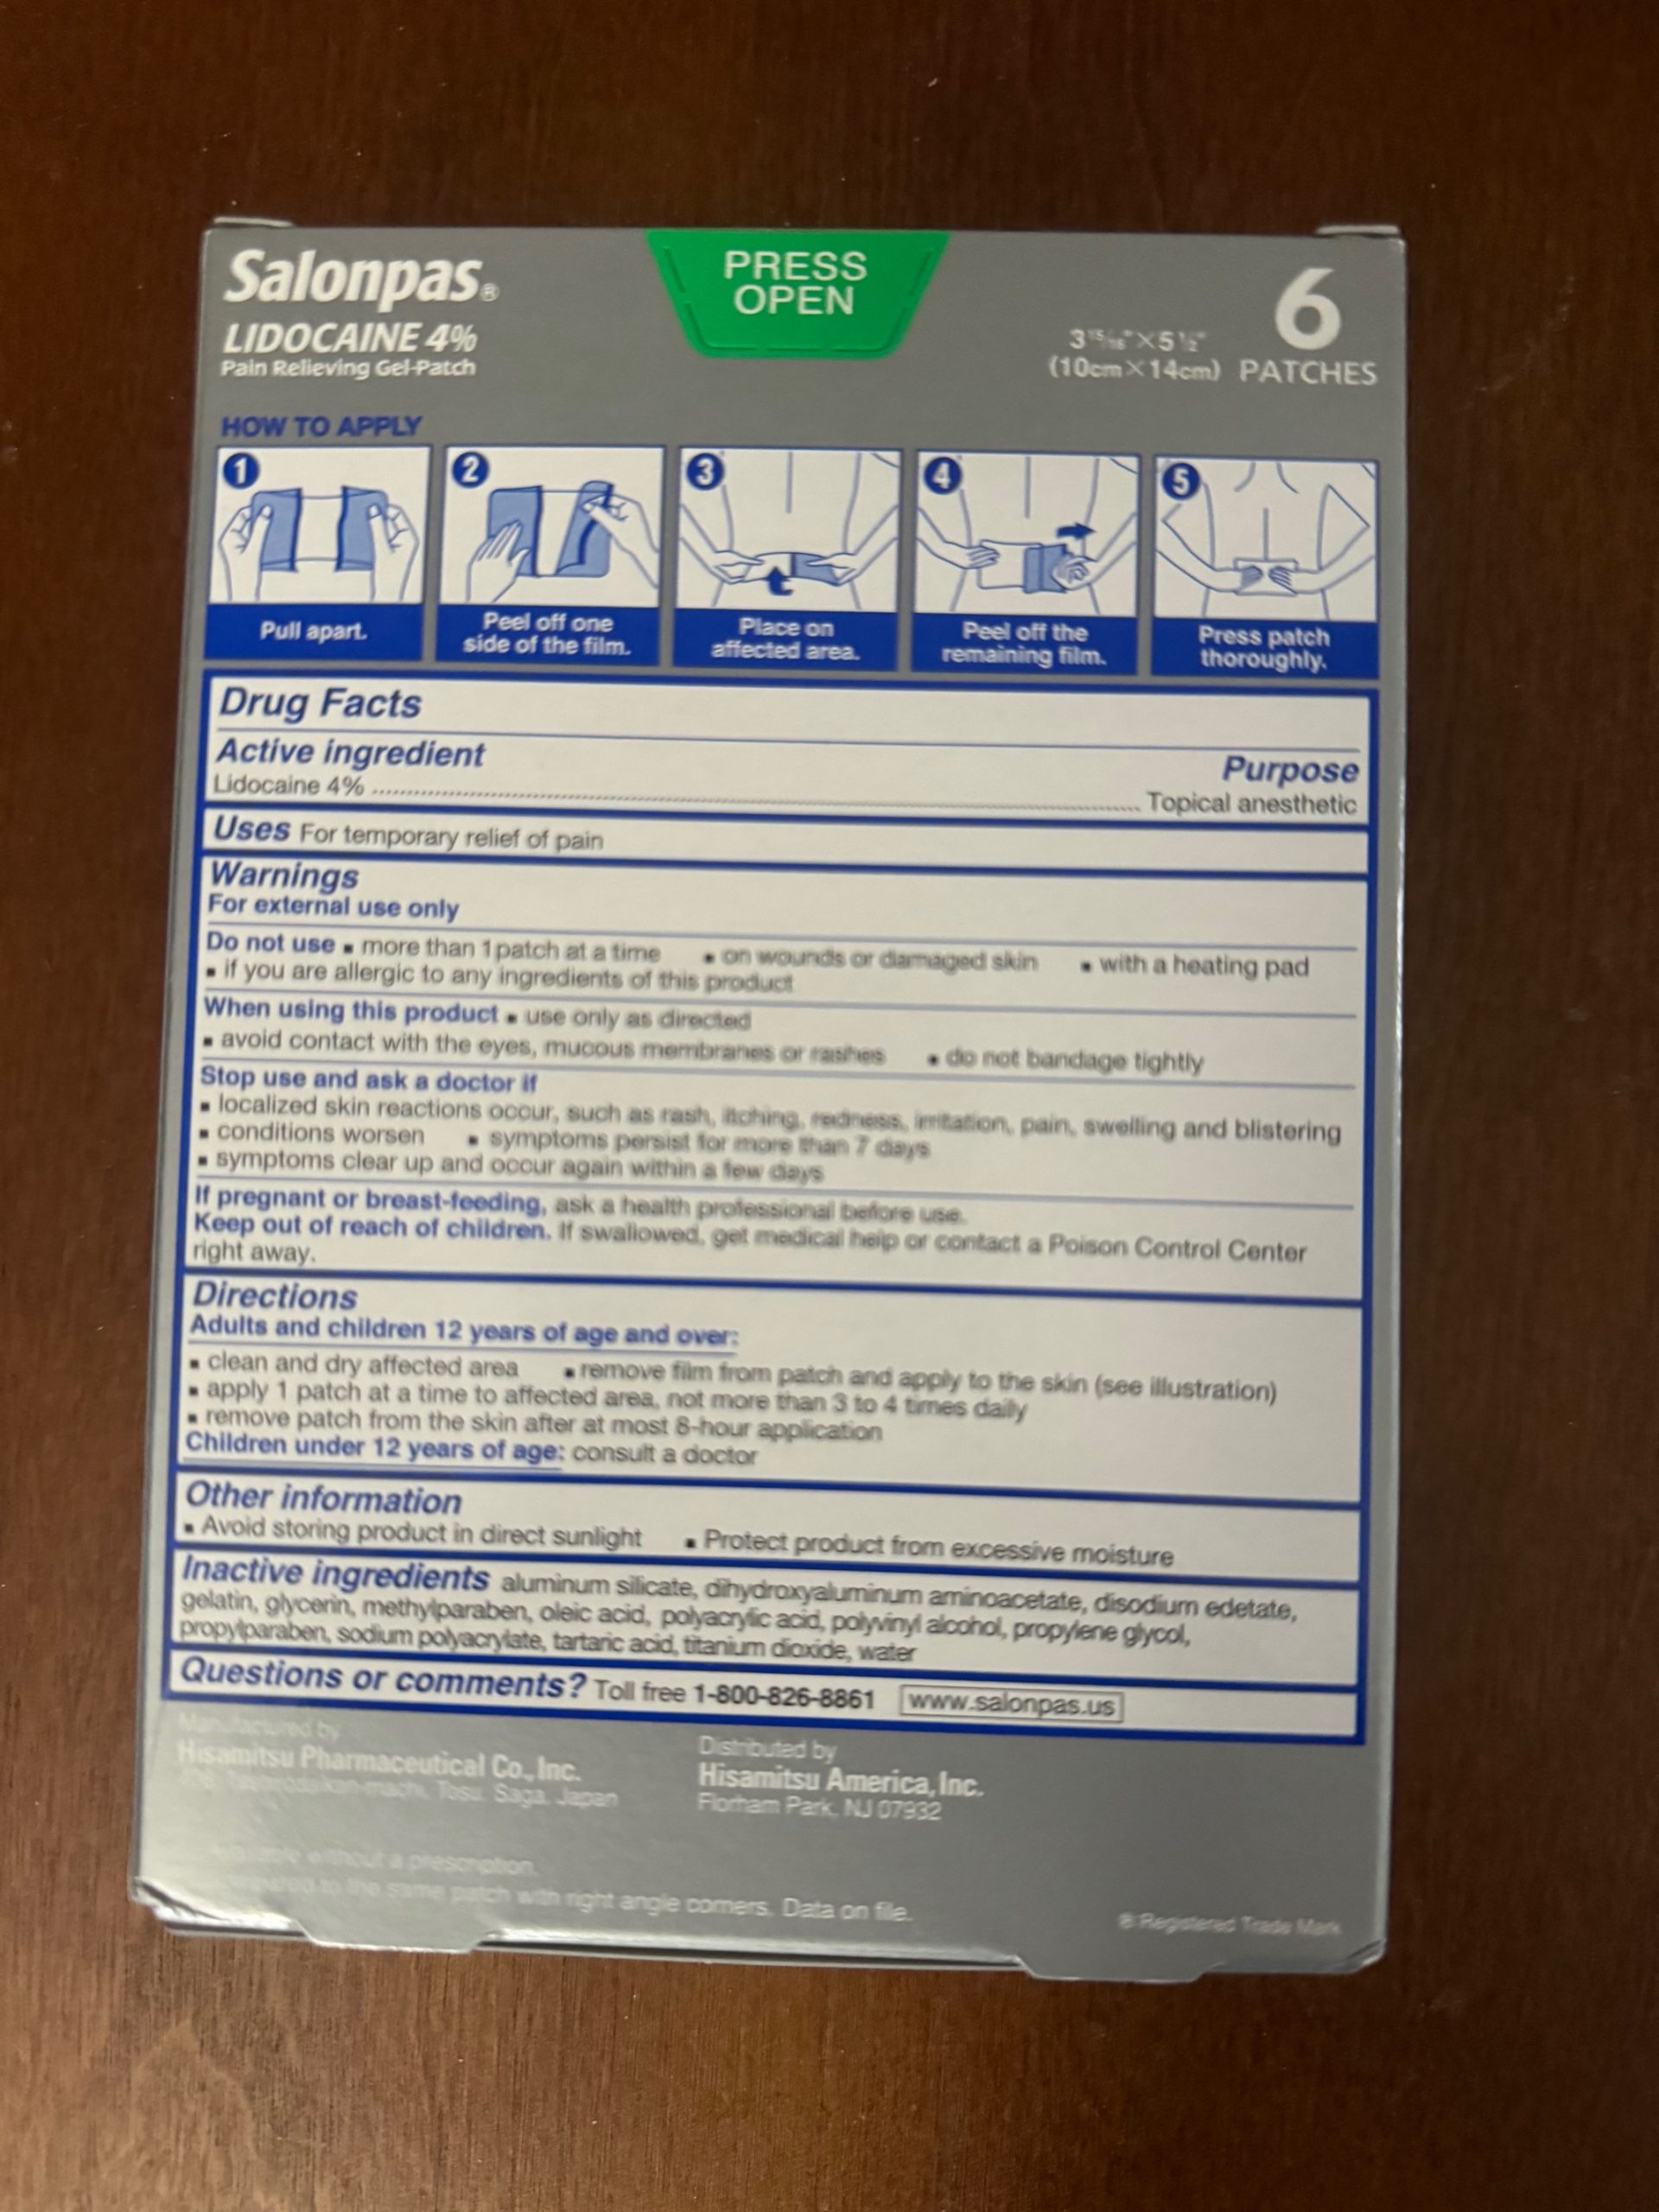 Salonpas®
LIDOCAINE 4%
Pain Relieving Gel-Patch
PRESS
OPEN
3 15/16" × 5 1/2"
(10cm×14cm)
6
PATCHES
HOW TO APPLY
1
Pull apart.
2
Peel off one
side of the film.
3
Place on
affected area.
4
Peel off the
remaining film.
5
Press patch
thoroughly.
Drug Facts
Active ingredient Purpose
Lidocaine 4% ........ Topical anesthetic
Uses For temporary relief of pain
Warnings
For external use only
Do not use ▪ more than 1 patch at a time ▪ on wounds or damaged skin ▪ with a heating pad
▪ if you are allergic to any ingredients of this product
When using this product ▪ use only as directed
▪ avoid contact with the eyes, mucous membranes or rashes ▪ do not bandage tightly
Stop use and ask a doctor if
▪ localized skin reactions occur, such as rash, itching, redness, irritation, pain, swelling and blistering
▪ conditions worsen ▪ symptoms persist for more than 7 days
▪ symptoms clear up and occur again within a few days
If pregnant or breast-feeding, ask a health professional before use.
Keep out of reach of children. If swallowed, get medical help or contact a Poison Control Center
right away.
Directions
Adults and children 12 years of age and over:
▪ clean and dry affected area ▪ remove film from patch and apply to the skin (see illustration)
▪ apply 1 patch at a time to affected area, not more than 3 to 4 times daily
▪ remove patch from the skin after at most 8-hour application
Children under 12 years of age: consult a doctor
Other information
▪ Avoid storing product in direct sunlight ▪ Protect product from excessive moisture
Inactive ingredients aluminum silicate, dihydroxyaluminum aminoacetate, disodium edetate,
gelatin, glycerin, methylparaben, oleic acid, polyacrylic acid, polyvinyl alcohol, propylene glycol,
propylparaben, sodium polyacrylate, tartaric acid, titanium dioxide, water
Questions or comments? Toll free 1-800-826-8861 www.salonpas.us
Manufactured by
Hisamitsu Pharmaceutical Co., Inc.
Tosu, Saga, Japan
Distributed by
Hisamitsu America, Inc.
Florham Park, NJ 07932
without a prescription.
to the same patch with right angle corners. Data on file.
® Registered Trade Mark